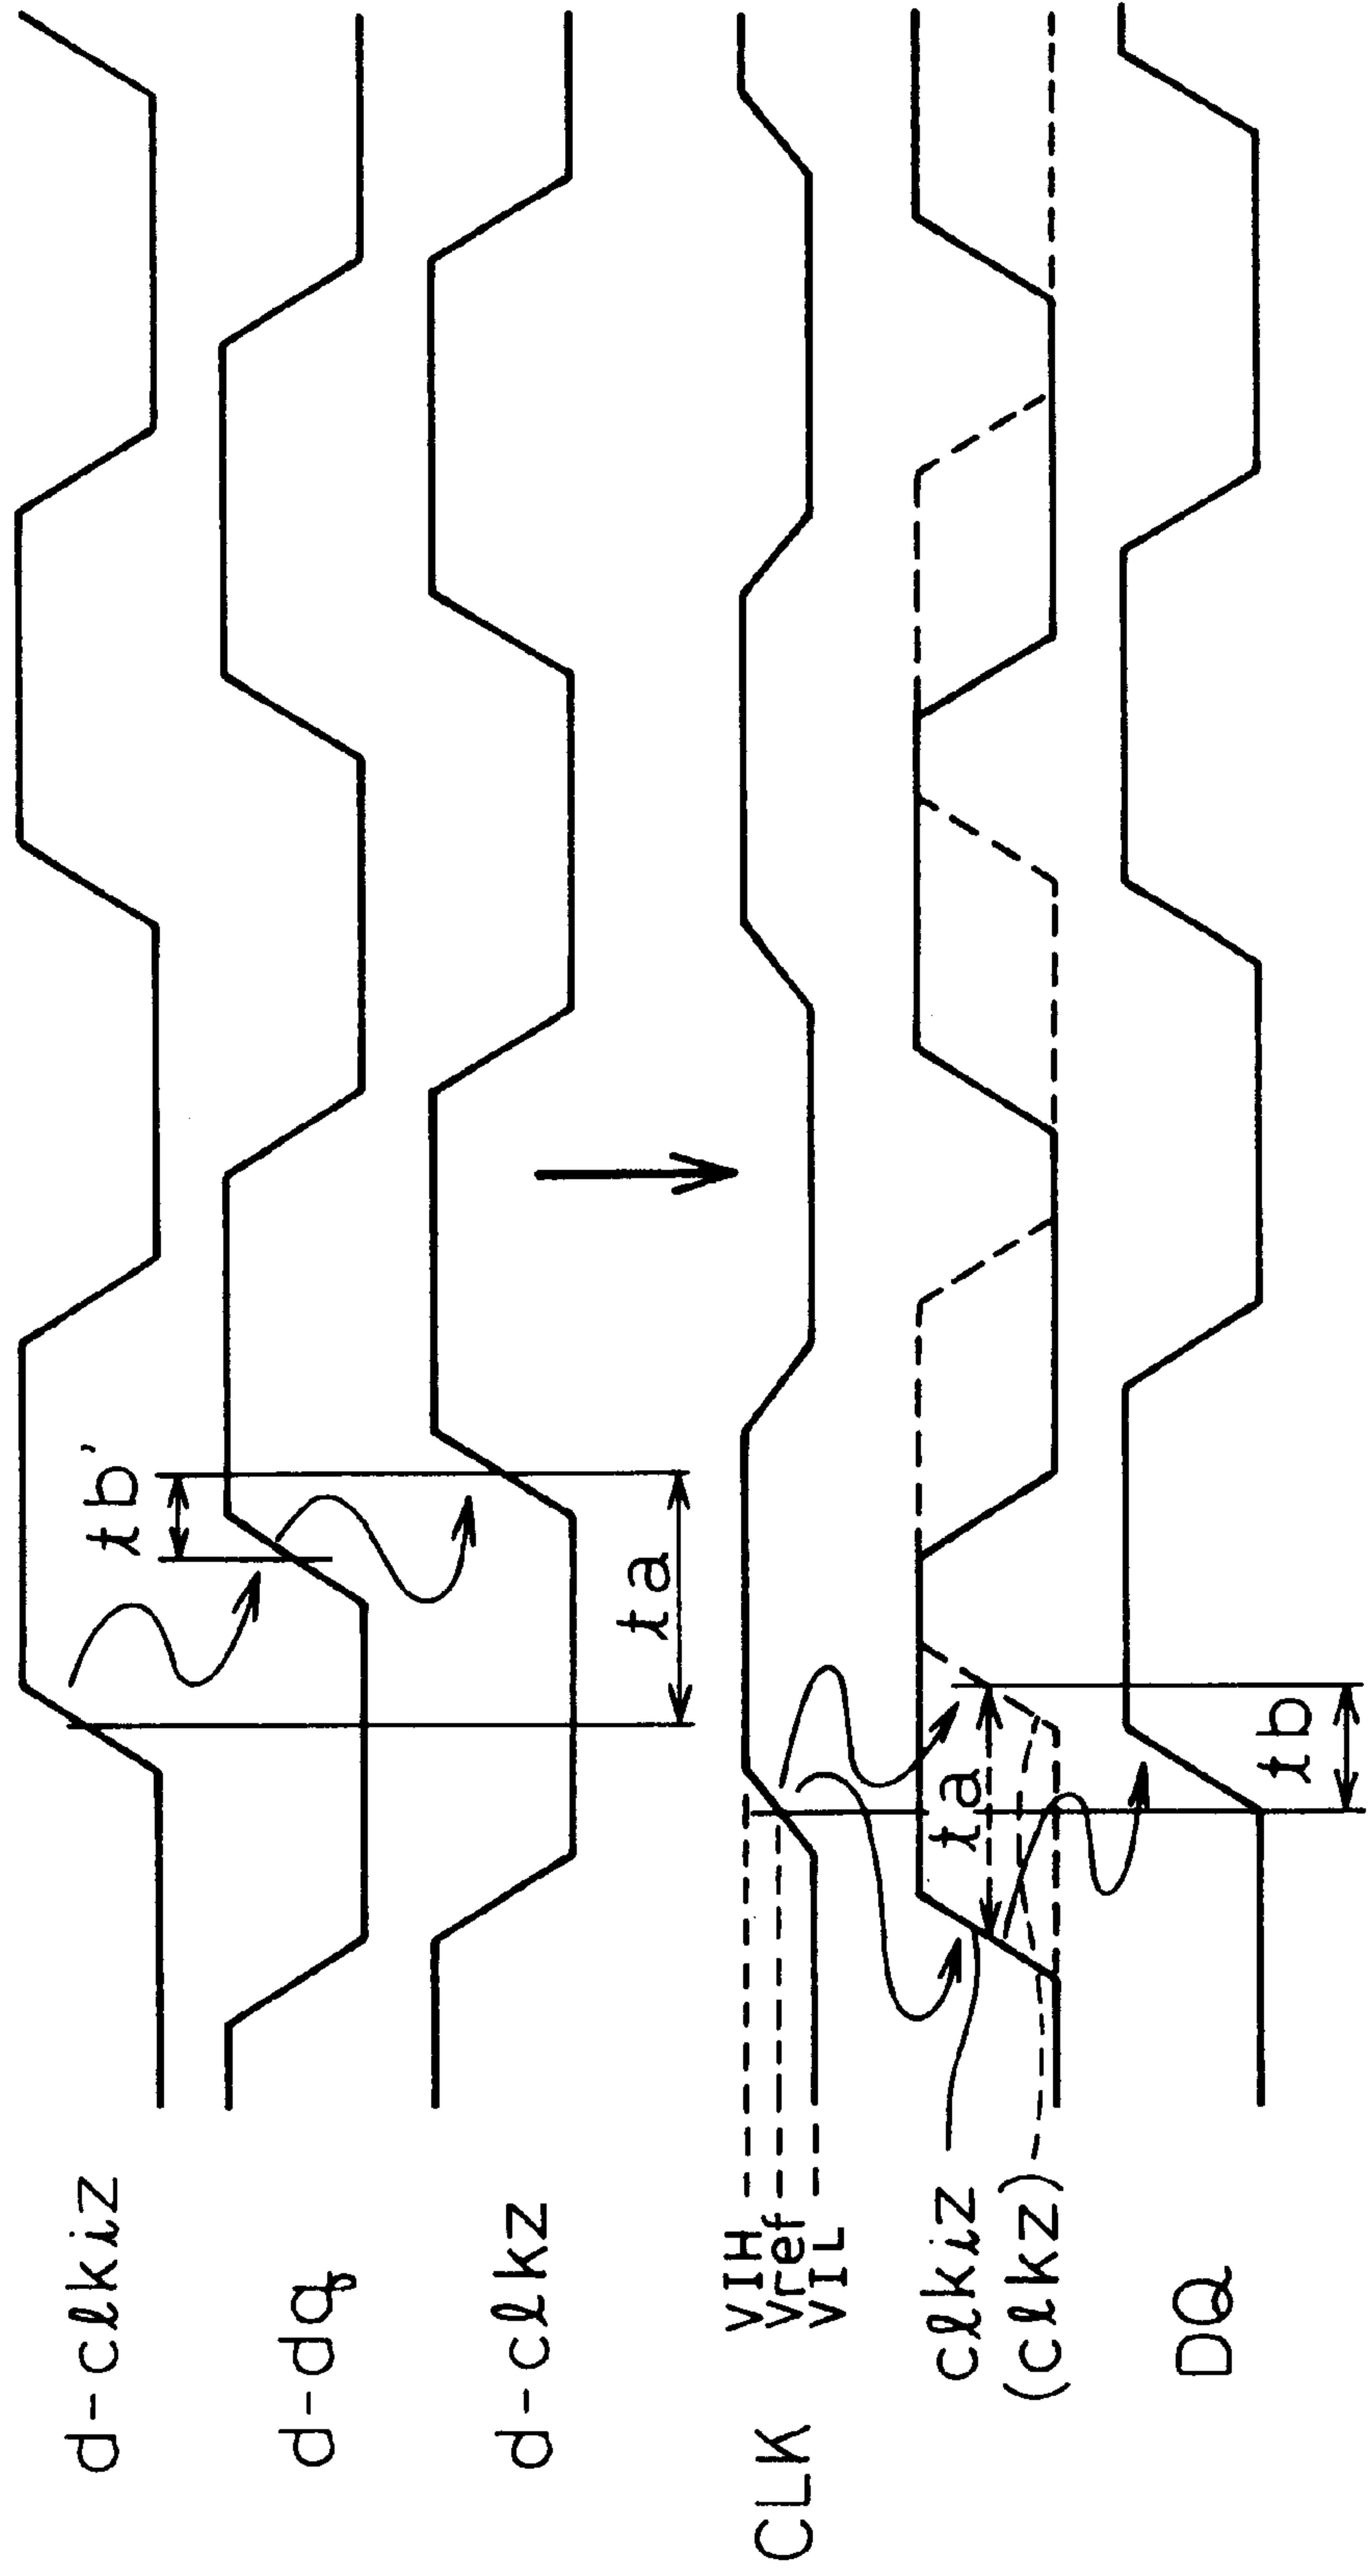 d-clkiz
tb'
d-dq
d-clkz
ta
CLK
VIH
Vref
VIL
clkiz
(clkz)
ta
DQ
tb